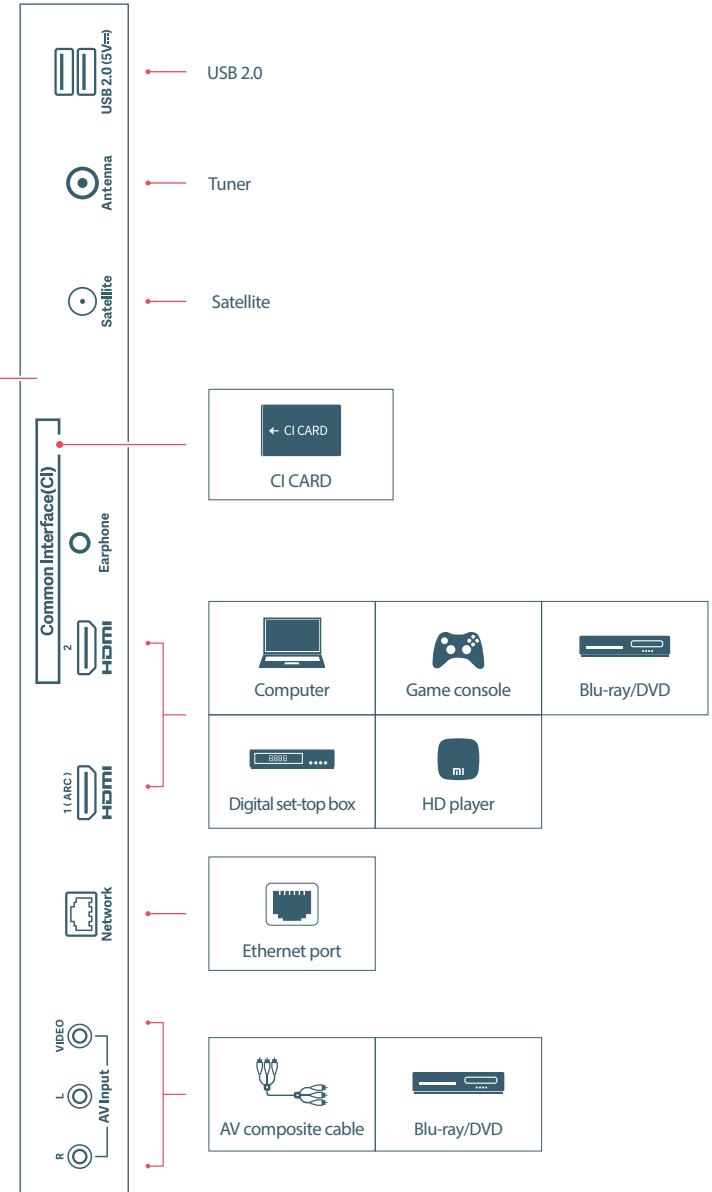 USB 2.0 (5V⎓)
USB 2.0
Antenna
Tuner
Satellite
Satellite
← CI CARD
CI CARD
Common Interface(CI)
Earphone
2
HDMI
Computer
Game console
Blu-ray/DVD
1 (ARC)
HDMI
8888
Digital set-top box
MI
HD player
Network
Ethernet port
VIDEO
L
R
AV Input
AV composite cable
Blu-ray/DVD